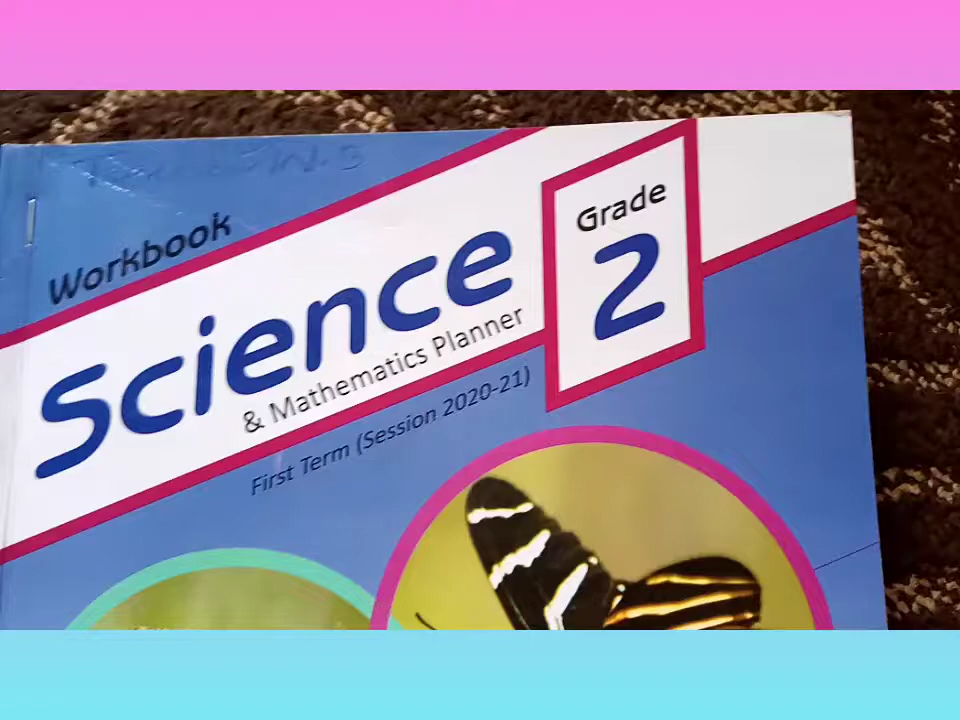 Workbook
Science
& Mathematics Planner
Grade
2
First Term (Session 2020-21)